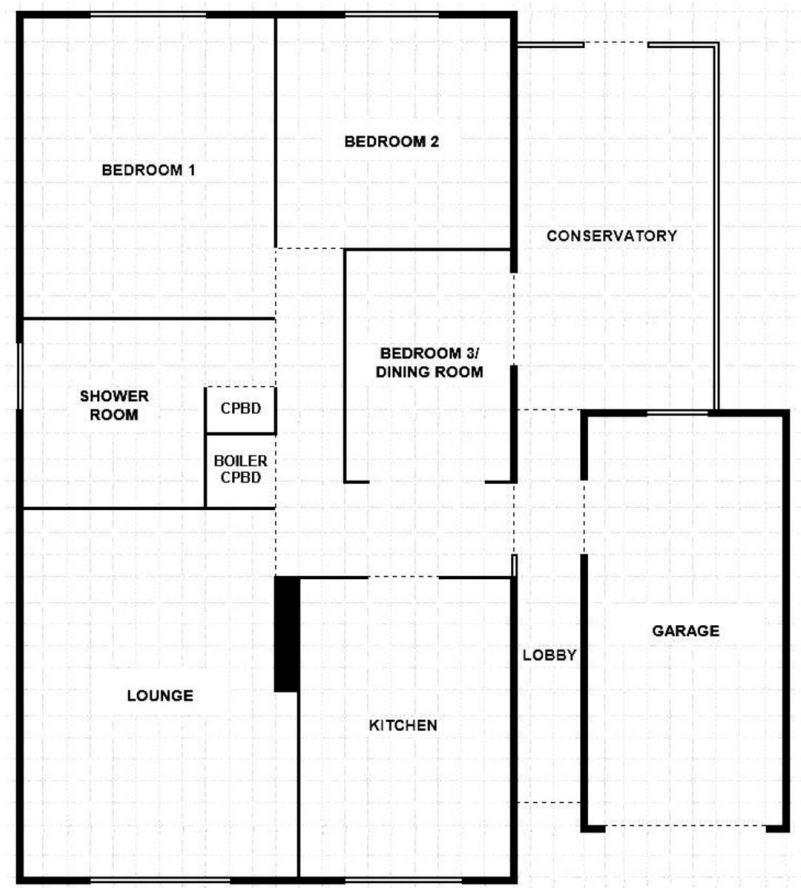 BEDROOM 1
BEDROOM 2
CONSERVATORY
BEDROOM 3/
DINING ROOM
SHOWER
ROOM
CPBD
BOILER
CPBD
LOBBY
GARAGE
LOUNGE
KITCHEN